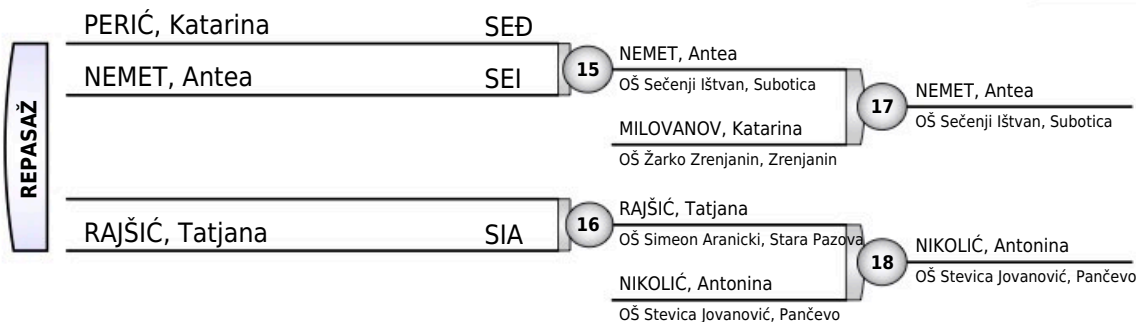 REPASAŽ
PERIĆ, Katarina SEĐ
NEMET, Antea SEI
15
NEMET, Antea
OŠ Sečenji Ištvan, Subotica
MILOVANOV, Katarina
OŠ Žarko Zrenjanin, Zrenjanin
17
NEMET, Antea
OŠ Sečenji Ištvan, Subotica
RAJŠIĆ, Tatjana SIA
16
RAJŠIĆ, Tatjana
OŠ Simeon Aranicki, Stara Pazova
NIKOLIĆ, Antonina
OŠ Stevica Jovanović, Pančevo
18
NIKOLIĆ, Antonina
OŠ Stevica Jovanović, Pančevo